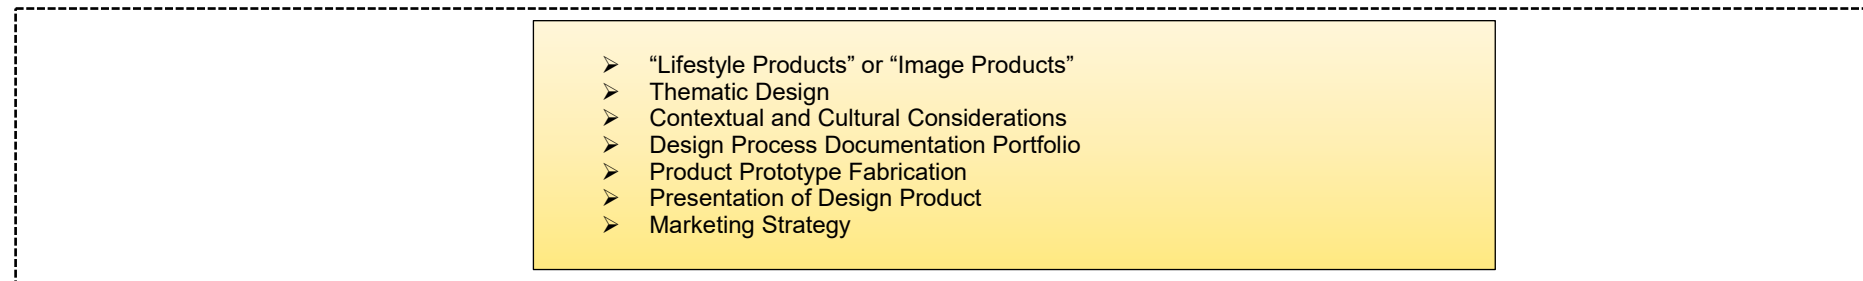 ➢ “Lifestyle Products” or “Image Products”
➢ Thematic Design
➢ Contextual and Cultural Considerations
➢ Design Process Documentation Portfolio
➢ Product Prototype Fabrication
➢ Presentation of Design Product
➢ Marketing Strategy